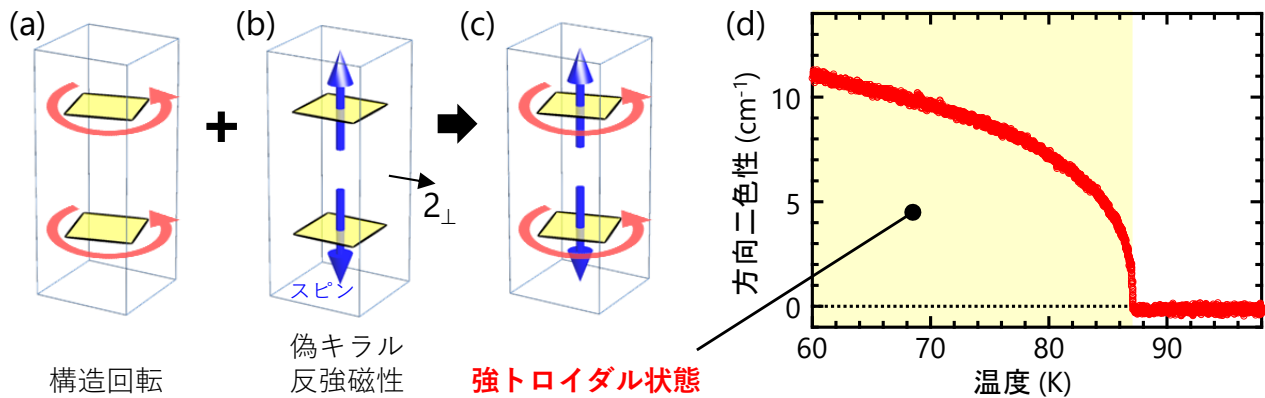 (a)
(b)
(c)
(d)
+
2⊥
スピン
構造回転
偽キラル
反強磁性
強トロイダル状態
方向二色性 (cm-1)
10
5
0
60
70
80
90
温度 (K)